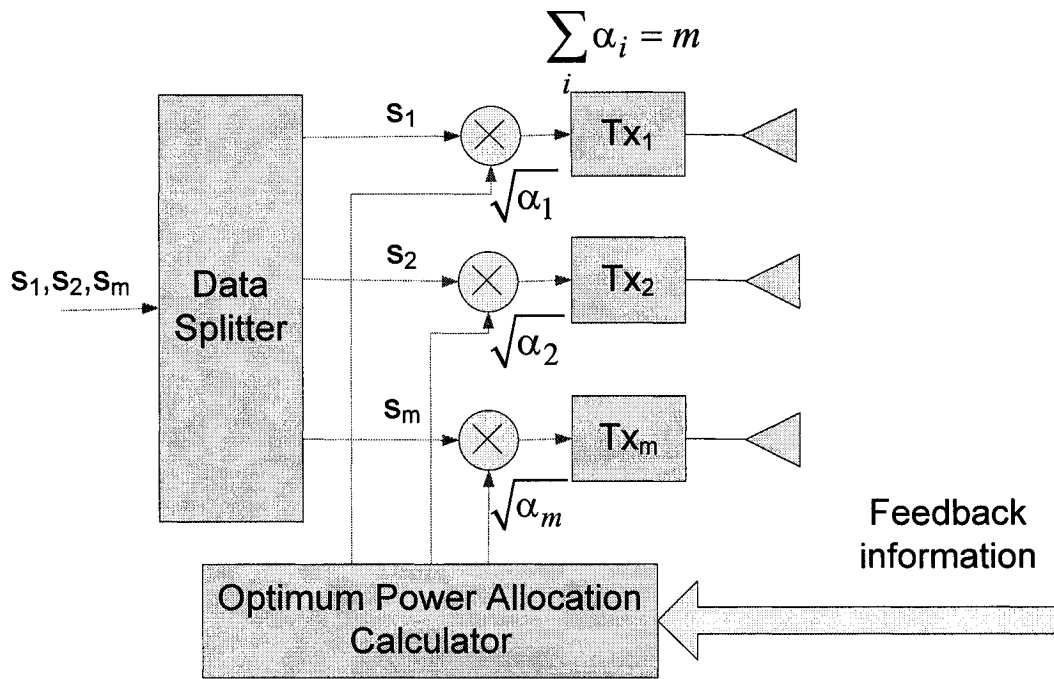 ∑ᵢ αᵢ = m
s₁
Tx₁
√α₁
s₁,s₂,sₘ
Data
Splitter
s₂
Tx₂
√α₂
sₘ
Txₘ
√αₘ
Feedback
information
Optimum Power Allocation
Calculator